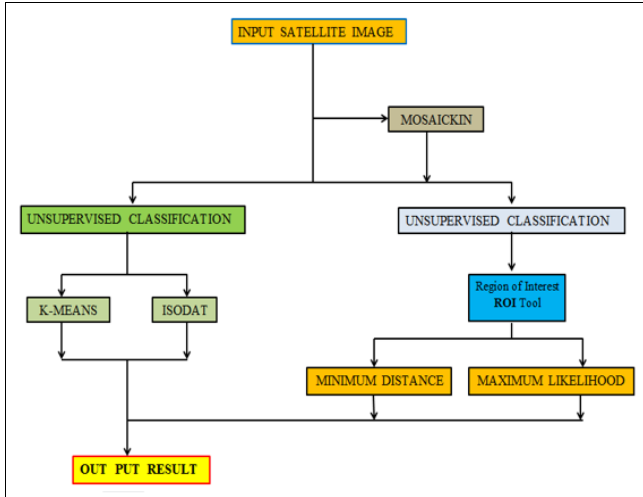 INPUT SATELLITE IMAGE
MOSAICKIN
UNSUPERVISED CLASSIFICATION
UNSUPERVISED CLASSIFICATION
Region of Interest
ROI Tool
K-MEANS
ISODAT
MINIMUM DISTANCE
MAXIMUM LIKELIHOOD
OUT PUT RESULT